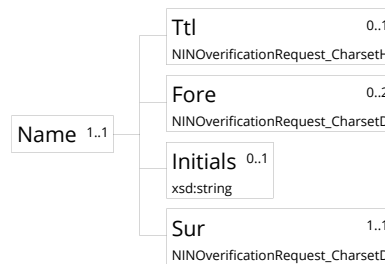 Ttl 0..1
NINOverificationRequest_CharsetH
Fore 0..2
NINOverificationRequest_CharsetD
Name 1..1
Initials 0..1
xsd:string
Sur 1..1
NINOverificationRequest_CharsetD